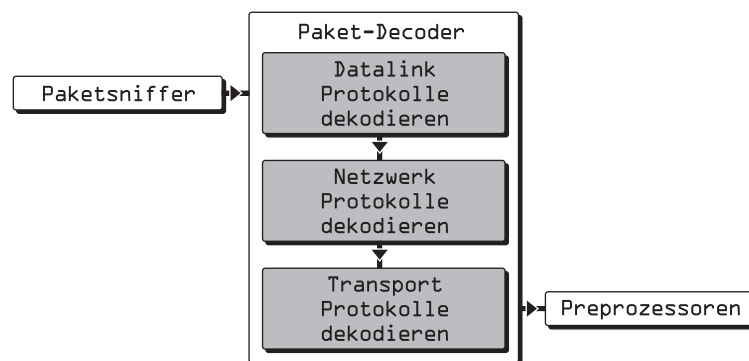 Paket-Decoder
Paketsniffer
Datalink
Protokolle
dekodieren
Netzwerk
Protokolle
dekodieren
Transport
Protokolle
dekodieren
Preprozessoren